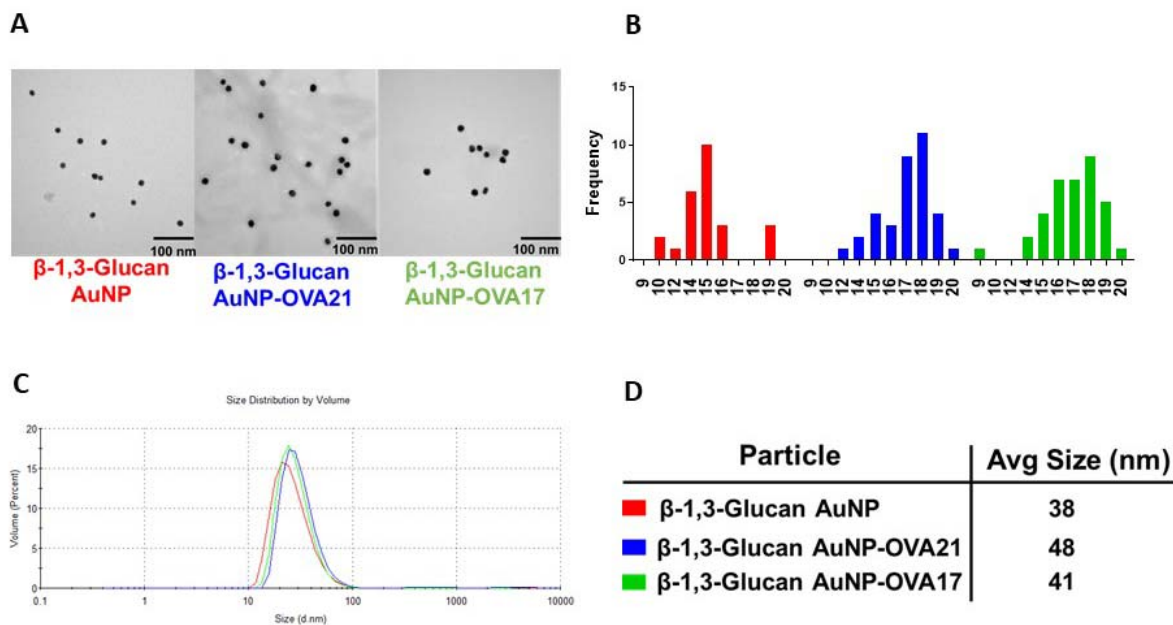 A
100 nm
100 nm
100 nm
β-1,3-Glucan
AuNP
β-1,3-Glucan
AuNP-OVA21
β-1,3-Glucan
AuNP-OVA17
B
Frequency
15
10
5
0
9 10 12 14 15 16 17 18 19 20 9 10 12 14 15 16 17 18 19 20 9 10 12 14 15 16 17 18 19 20
C
Size Distribution by Volume
Volume (Percent)
20
15
10
5
0
0.1 1 10 100 1000 10000
Size (d.nm)
D
Particle Avg Size (nm)
β-1,3-Glucan AuNP 38
β-1,3-Glucan AuNP-OVA21 48
β-1,3-Glucan AuNP-OVA17 41